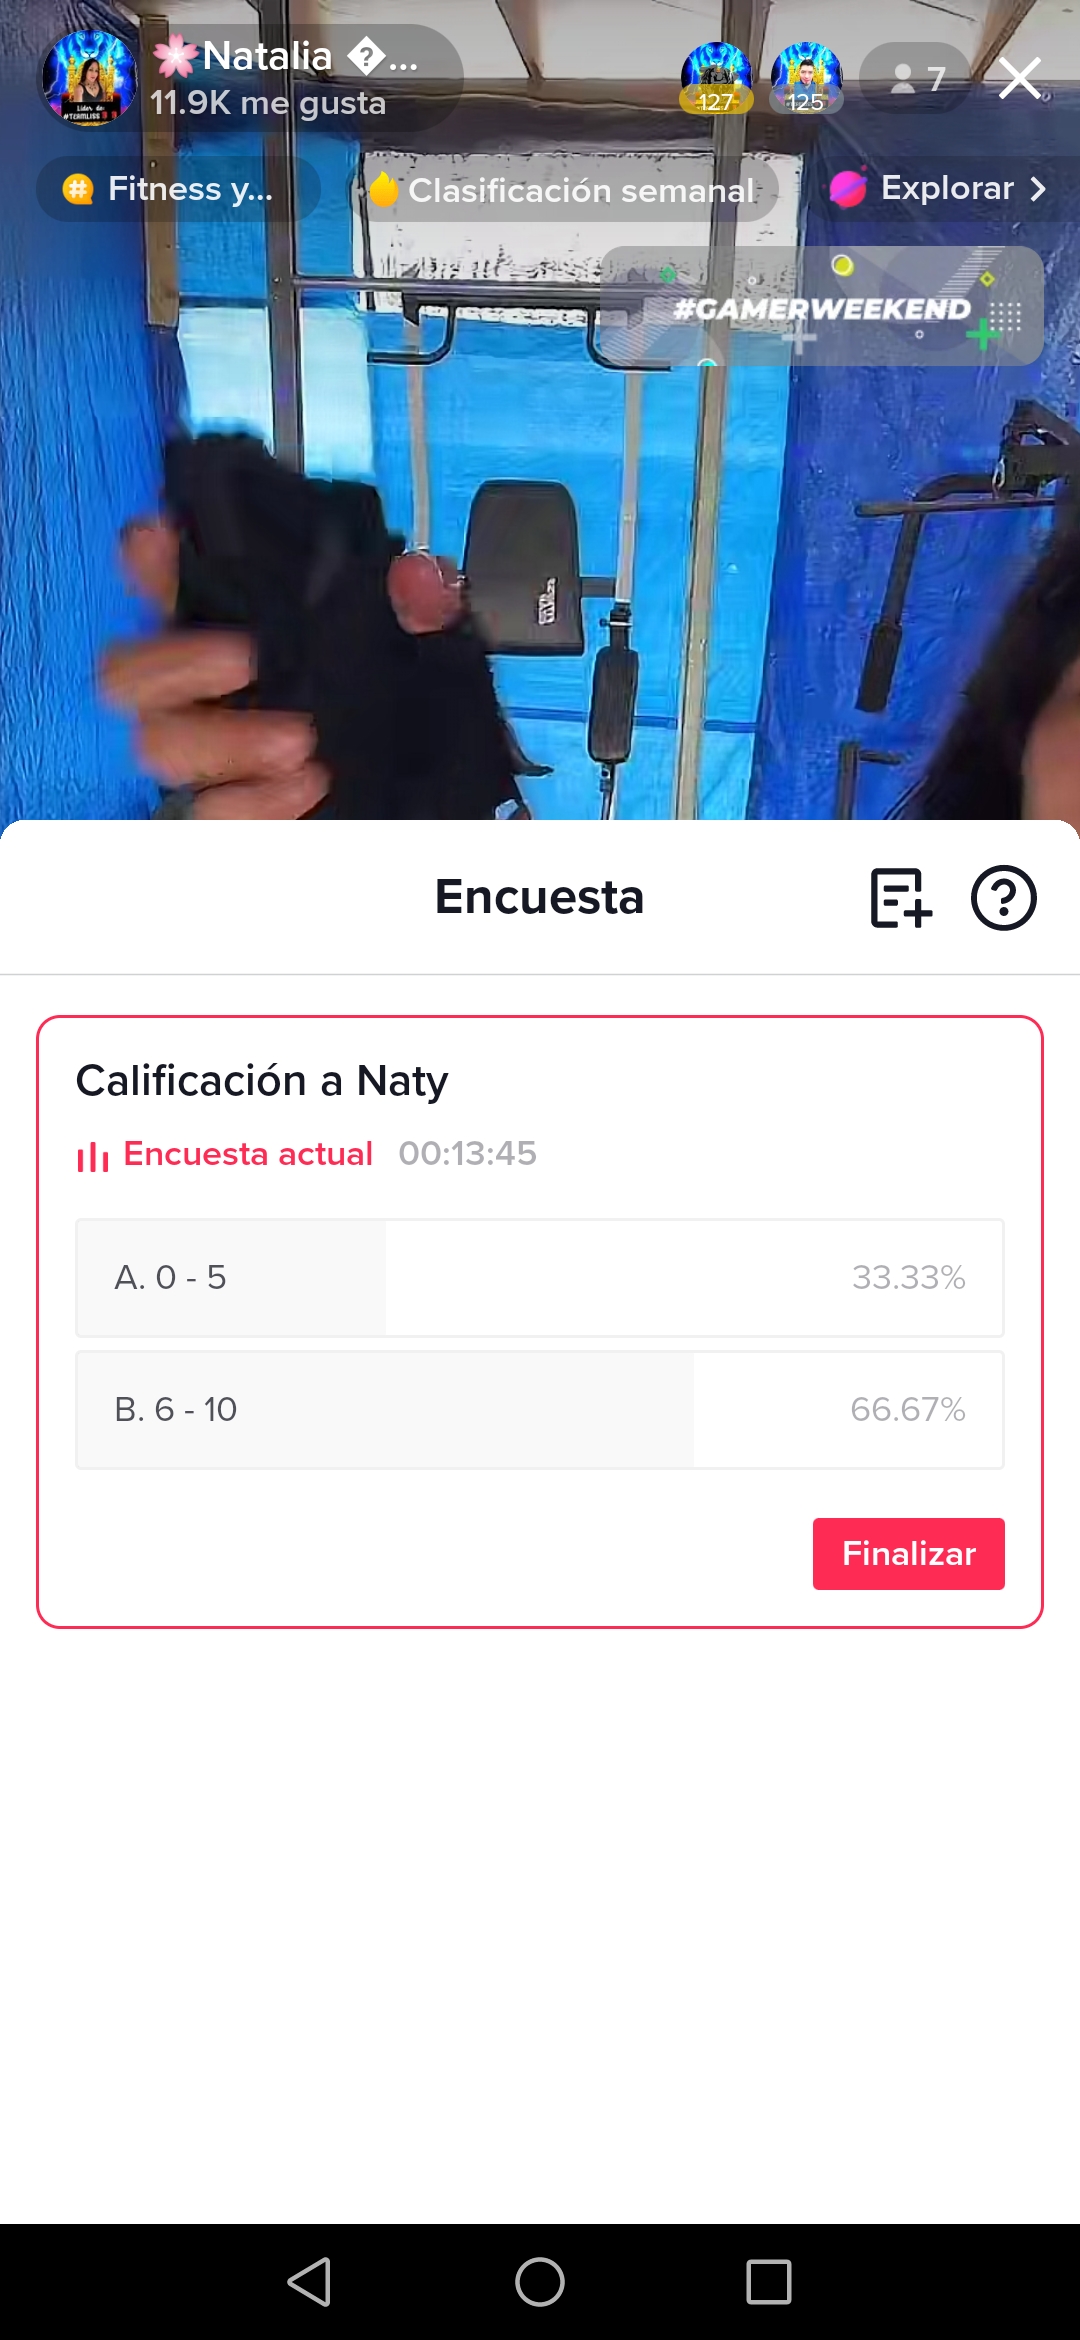 🌸Natalia �...
11.9K me gusta
127
125
7
Fitness y...
Clasificación semanal
Explorar
#GAMERWEEKEND
Encuesta
Calificación a Naty
Encuesta actual 00:13:45
A. 0 - 5 33.33%
B. 6 - 10 66.67%
Finalizar